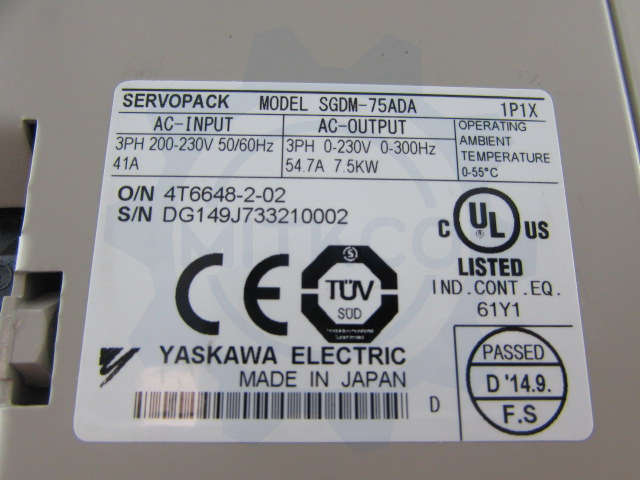 SERVOPACK MODEL SGDM-75ADA 1P1X
AC-INPUT AC-OUTPUT
3PH 200-230V 50/60Hz
41A
3PH 0-230V 0-300Hz
54.7A 7.5KW
OPERATING
AMBIENT
TEMPERATURE
0-55°C
O/N 4T6648-2-02
S/N DG149J733210002
C UL US
LISTED
IND.CONT.EQ.
61Y1
CE
TÜV
SÜD
YASKAWA ELECTRIC
MADE IN JAPAN
D
PASSED
D '14.9.
F.S